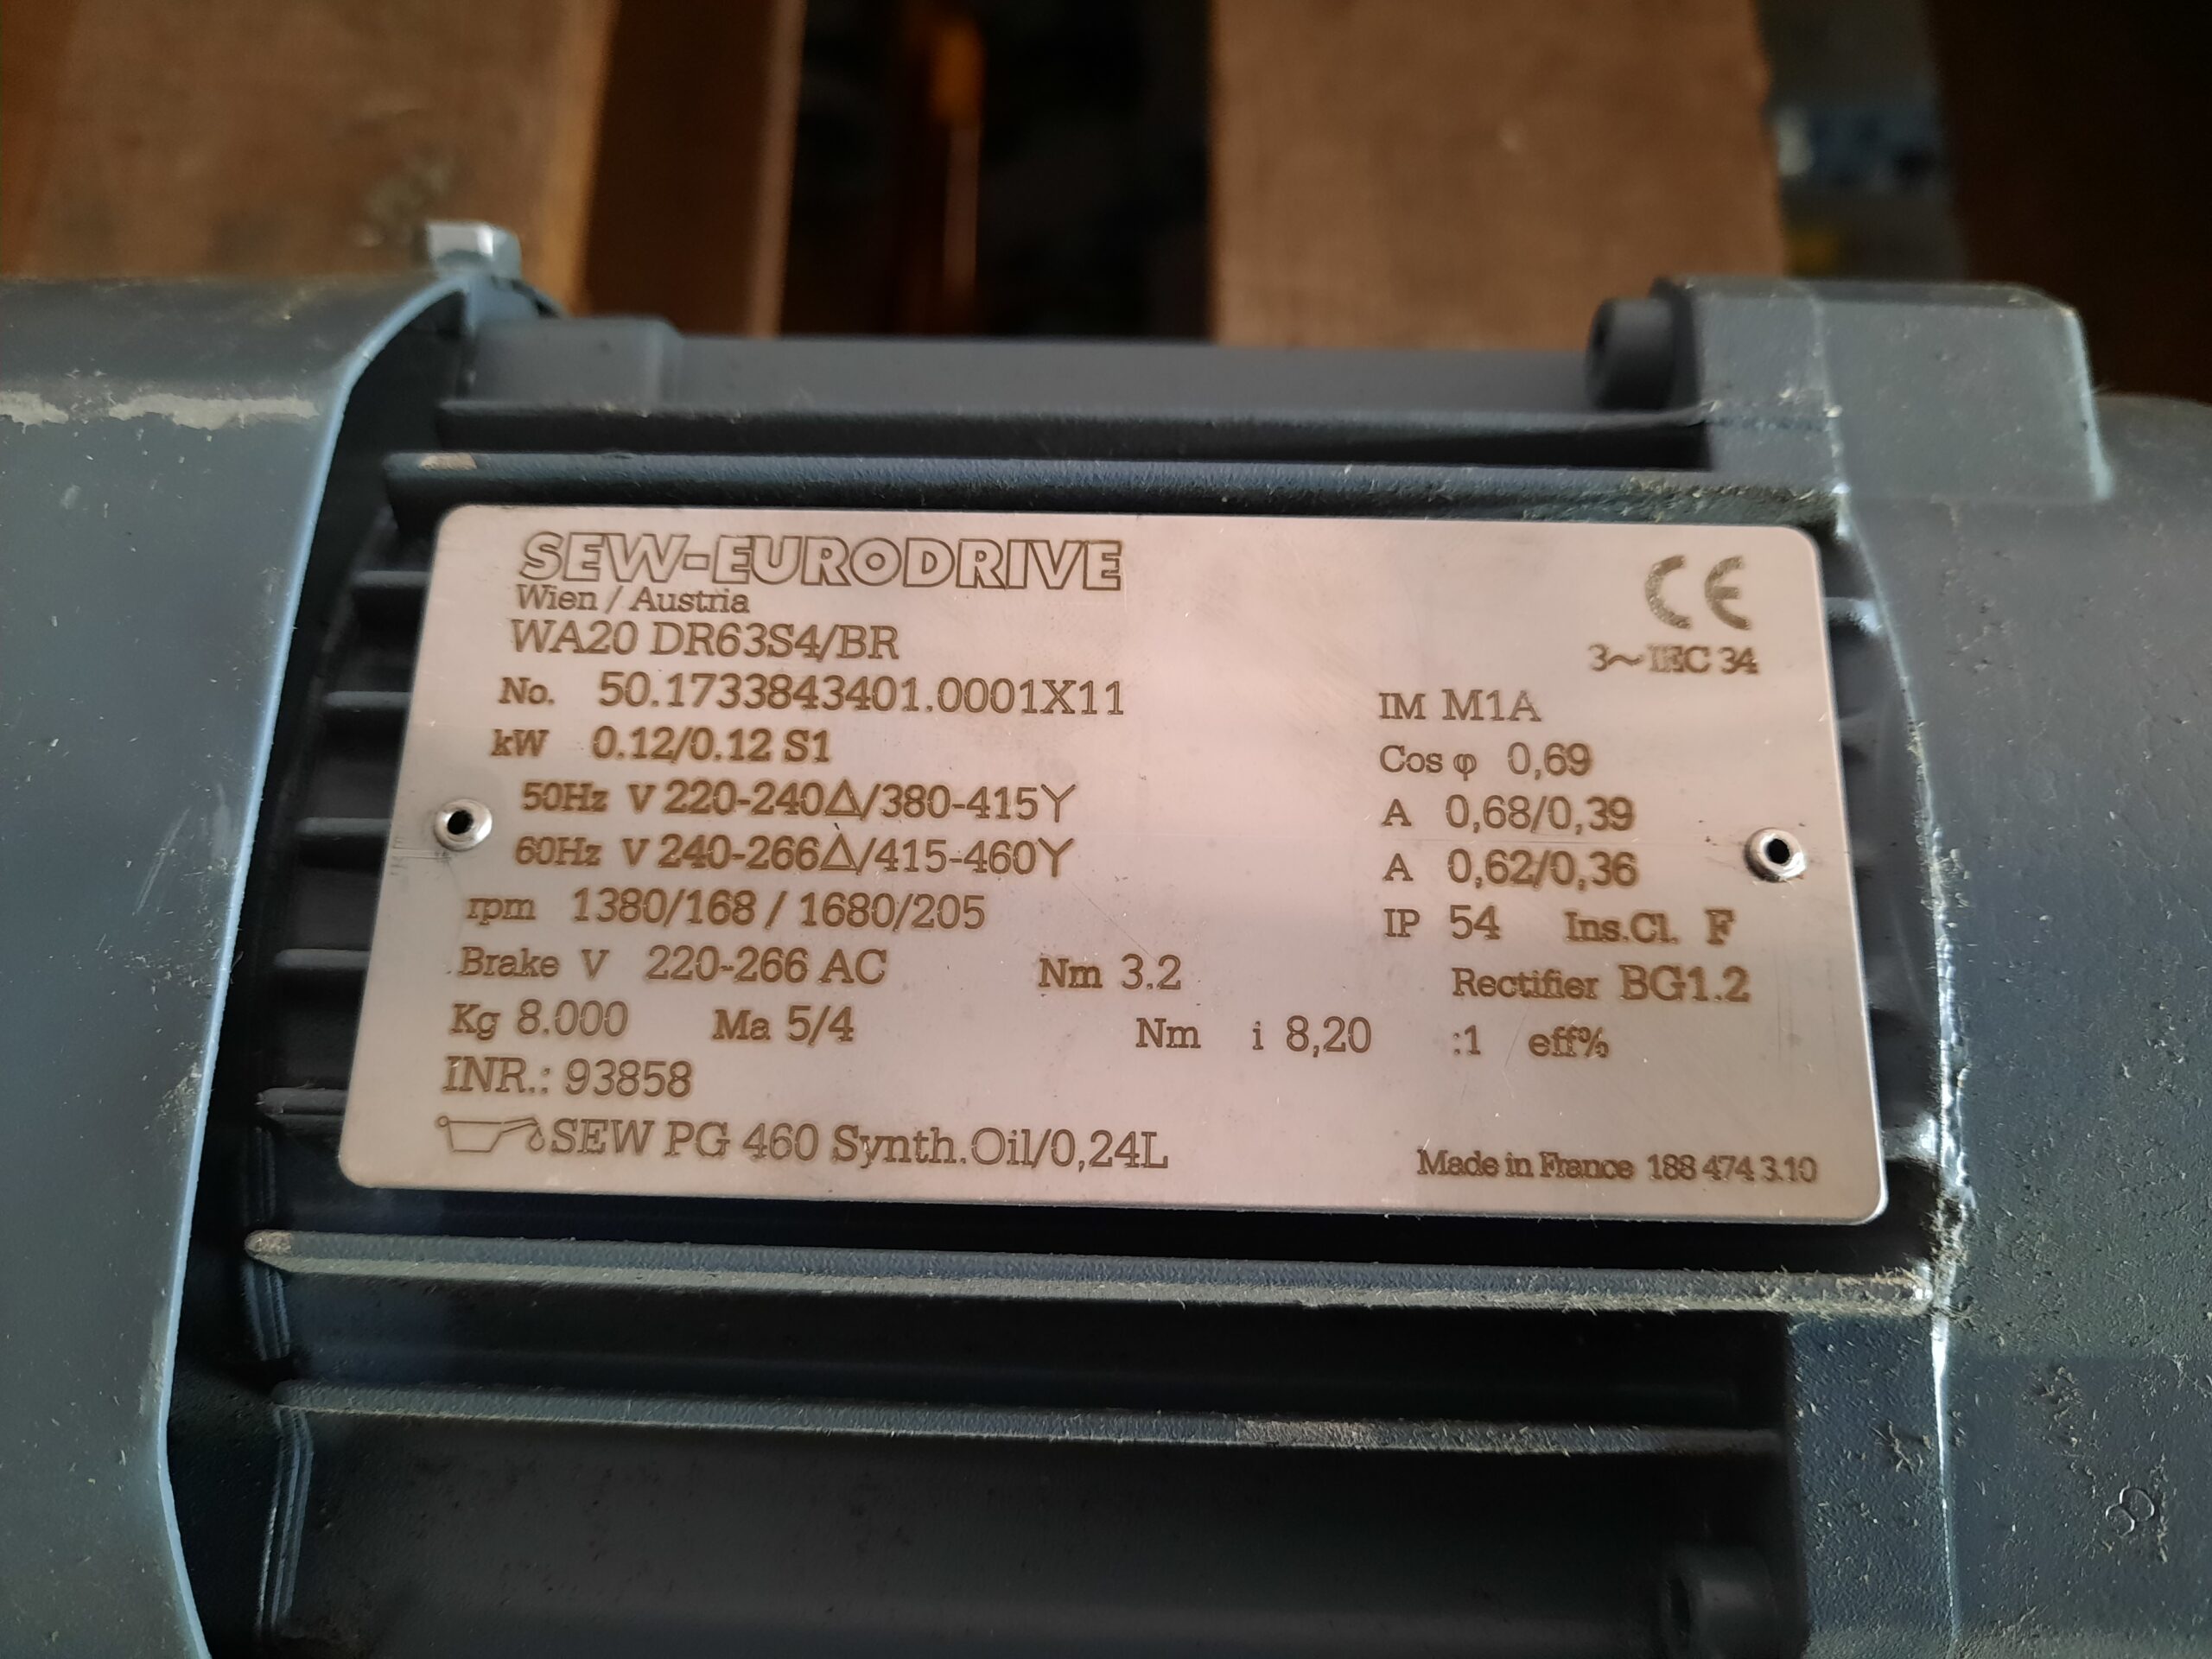 SEW-EURODRIVE
Wien / Austria
CE
WA20 DR63S4/BR
3~IEC 34
No. 50.1733843401.0001X11
IM M1A
kW 0.12/0.12 S1
Cos φ 0,69
50Hz V 220-240Δ/380-415Y
A 0,68/0,39
60Hz V 240-266Δ/415-460Y
A 0,62/0,36
rpm 1380/168 / 1680/205
IP 54 Ins.Cl. F
Brake V 220-266 AC Nm 3.2 Rectifier BG1.2
Kg 8.000 Ma 5/4 Nm i 8,20 :1 eff%
INR.: 93858
SEW PG 460 Synth.Oil/0,24L
Made in France 188 474 3.10